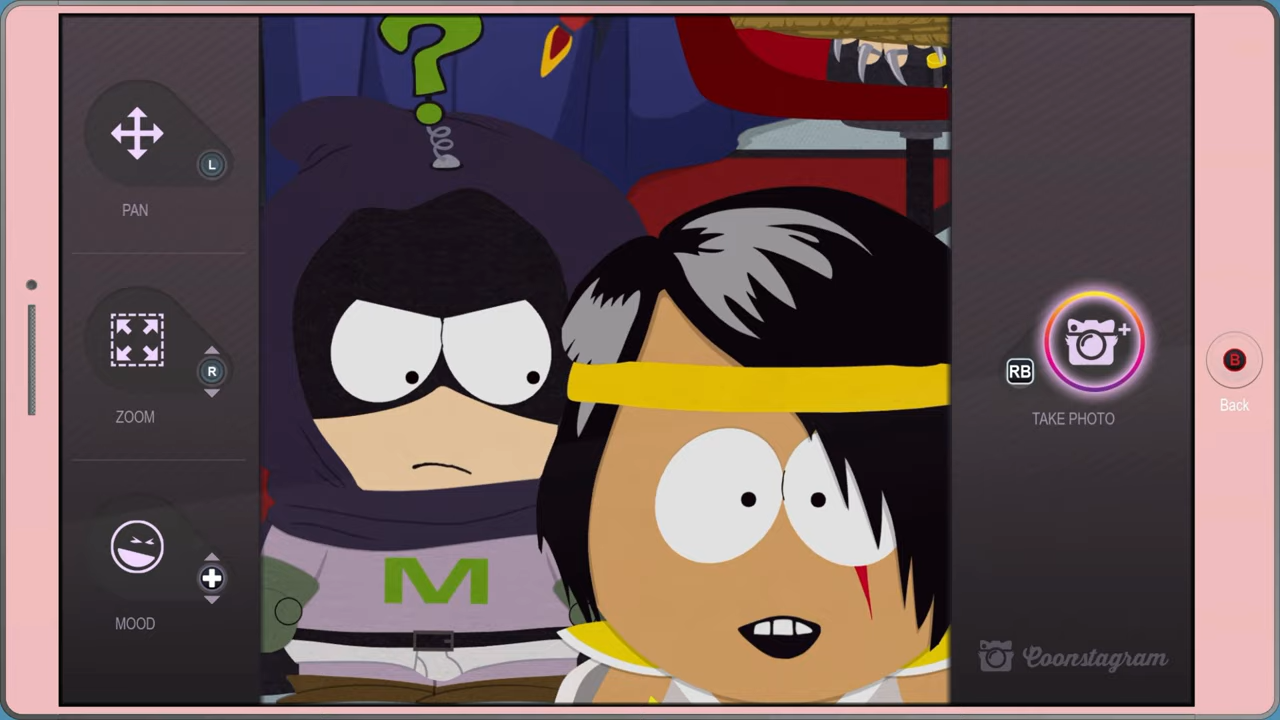 ?
L
PAN
R
ZOOM
MOOD
M
RB
TAKE PHOTO
B
Back
Coonstagram